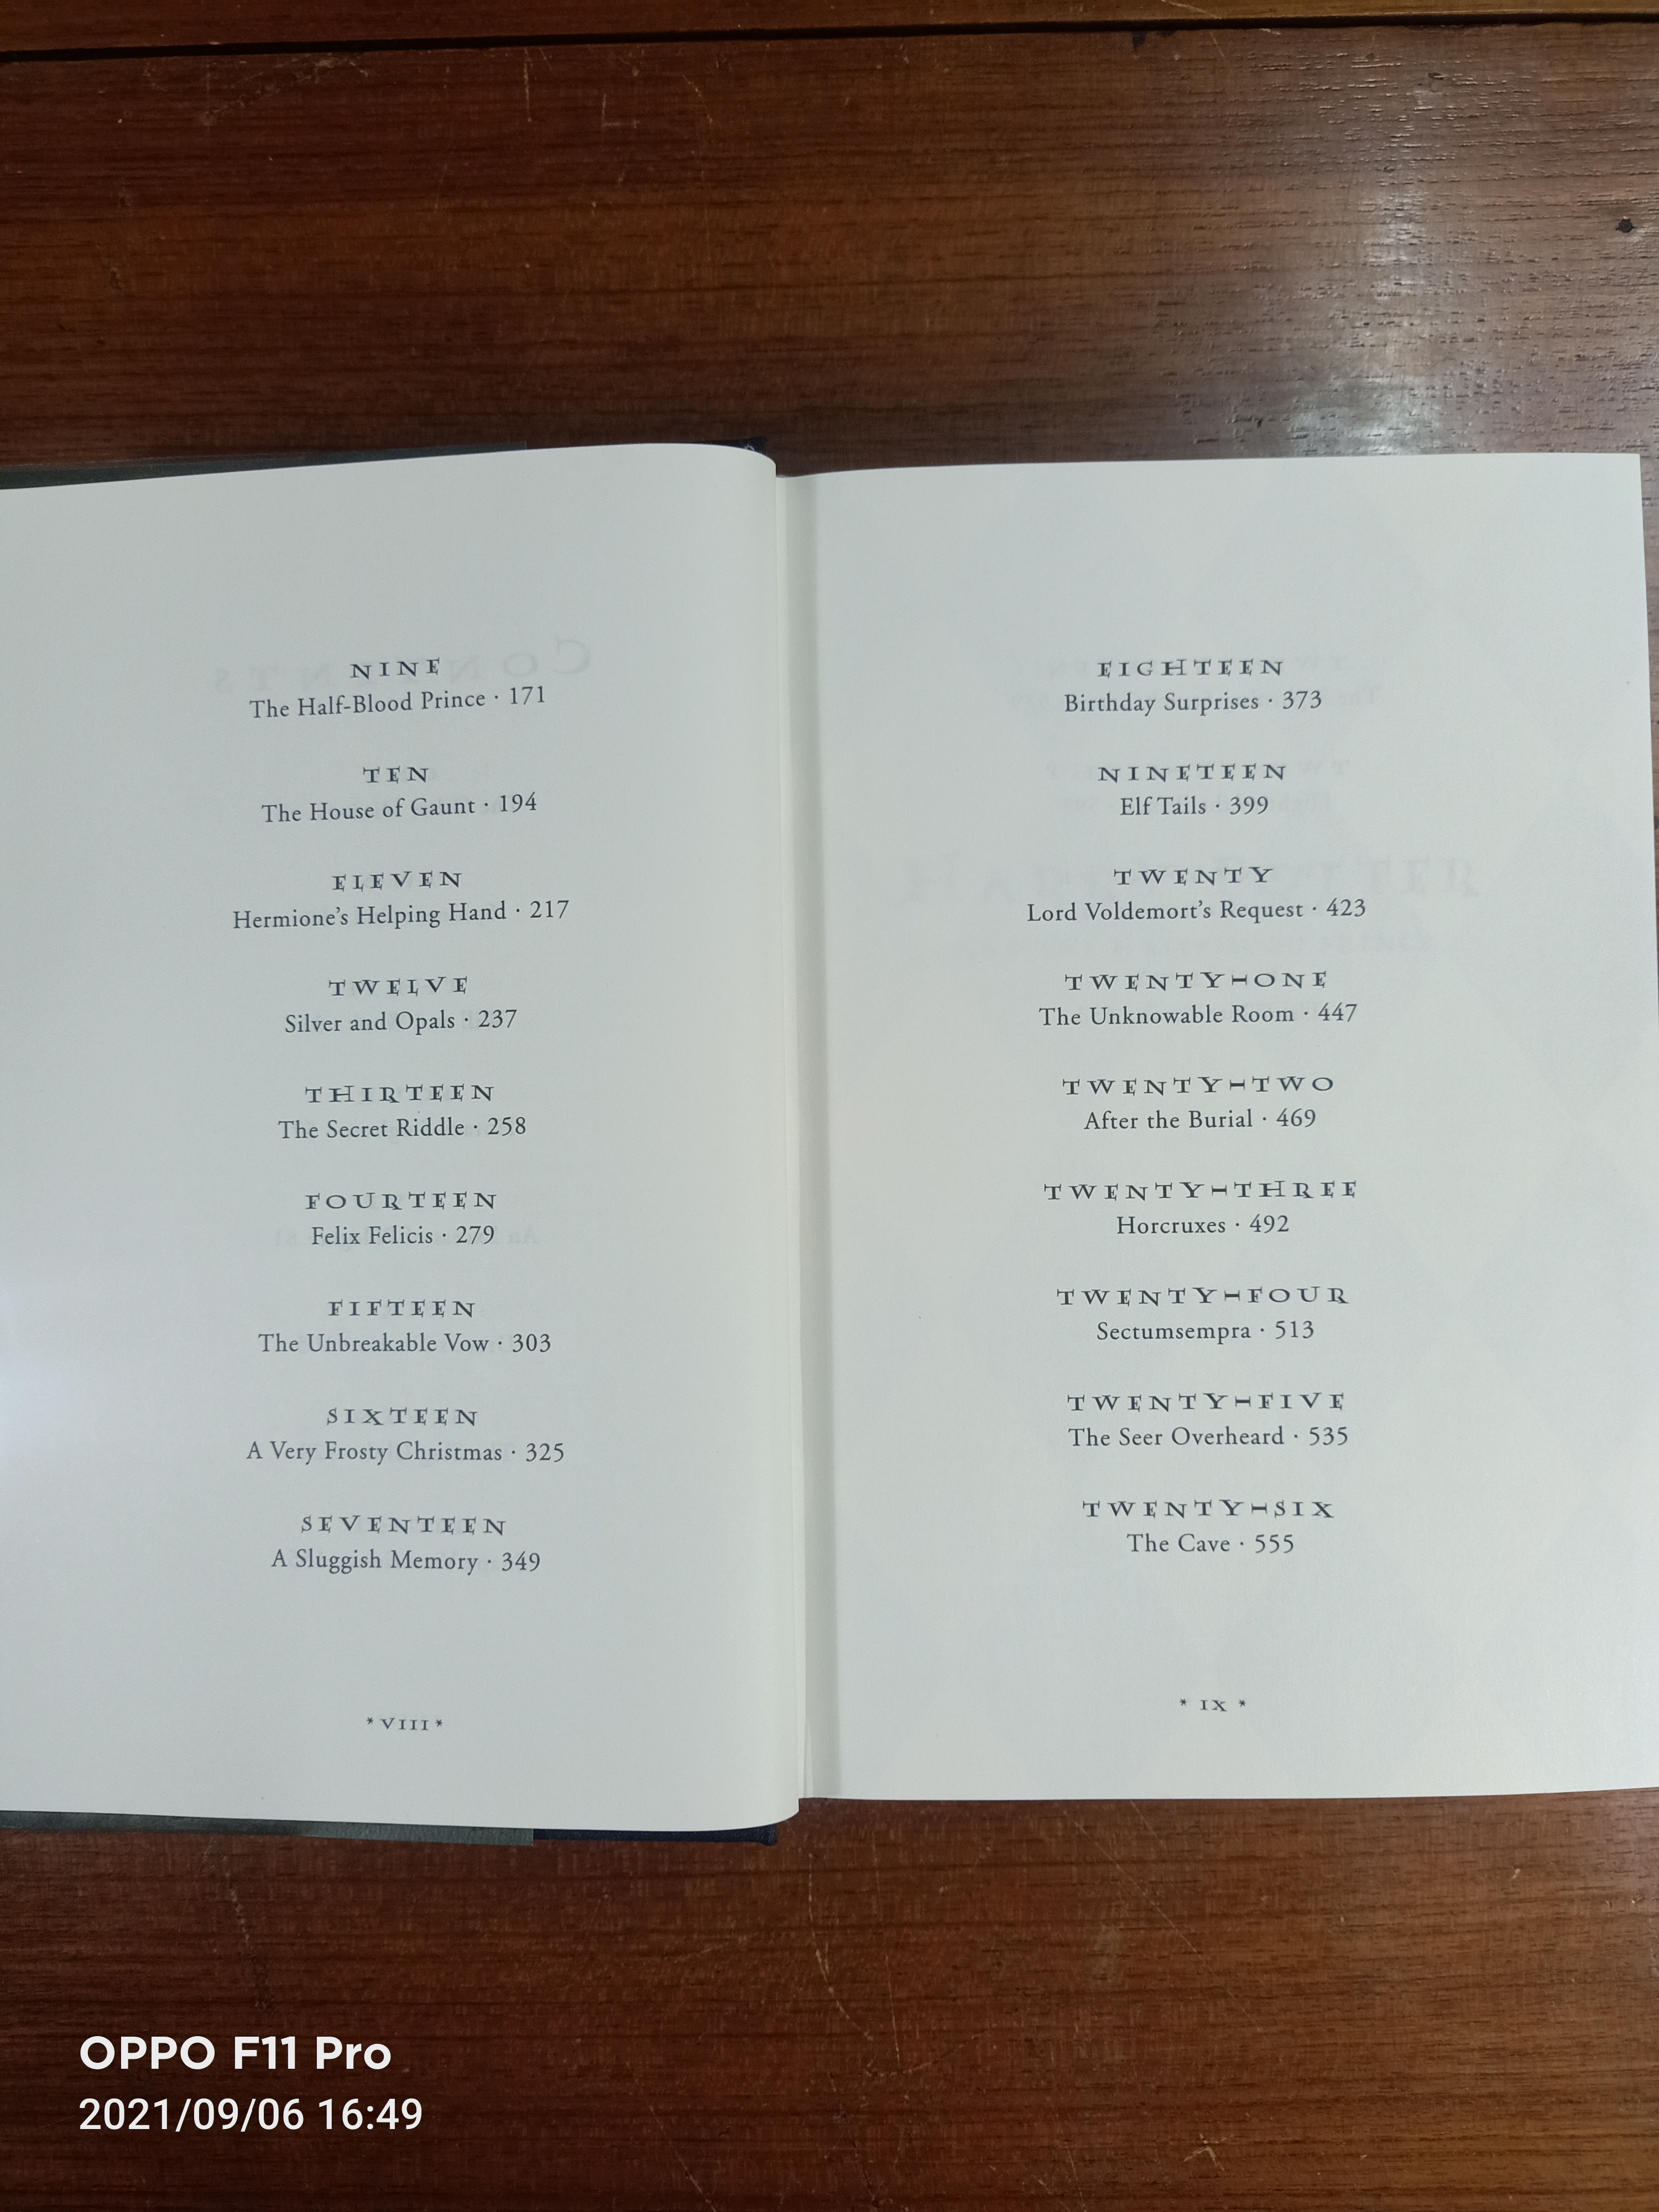 NINE
The Half-Blood Prince · 171
TEN
The House of Gaunt · 194
ELEVEN
Hermione’s Helping Hand · 217
TWELVE
Silver and Opals · 237
THIRTEEN
The Secret Riddle · 258
FOURTEEN
Felix Felicis · 279
FIFTEEN
The Unbreakable Vow · 303
SIXTEEN
A Very Frosty Christmas · 325
SEVENTEEN
A Sluggish Memory · 349
* VIII *
EIGHTEEN
Birthday Surprises · 373
NINETEEN
Elf Tails · 399
TWENTY
Lord Voldemort’s Request · 423
TWENTY-ONE
The Unknowable Room · 447
TWENTY-TWO
After the Burial · 469
TWENTY-THREE
Horcruxes · 492
TWENTY-FOUR
Sectumsempra · 513
TWENTY-FIVE
The Seer Overheard · 535
TWENTY-SIX
The Cave · 555
* IX *
OPPO F11 Pro
2021/09/06 16:49